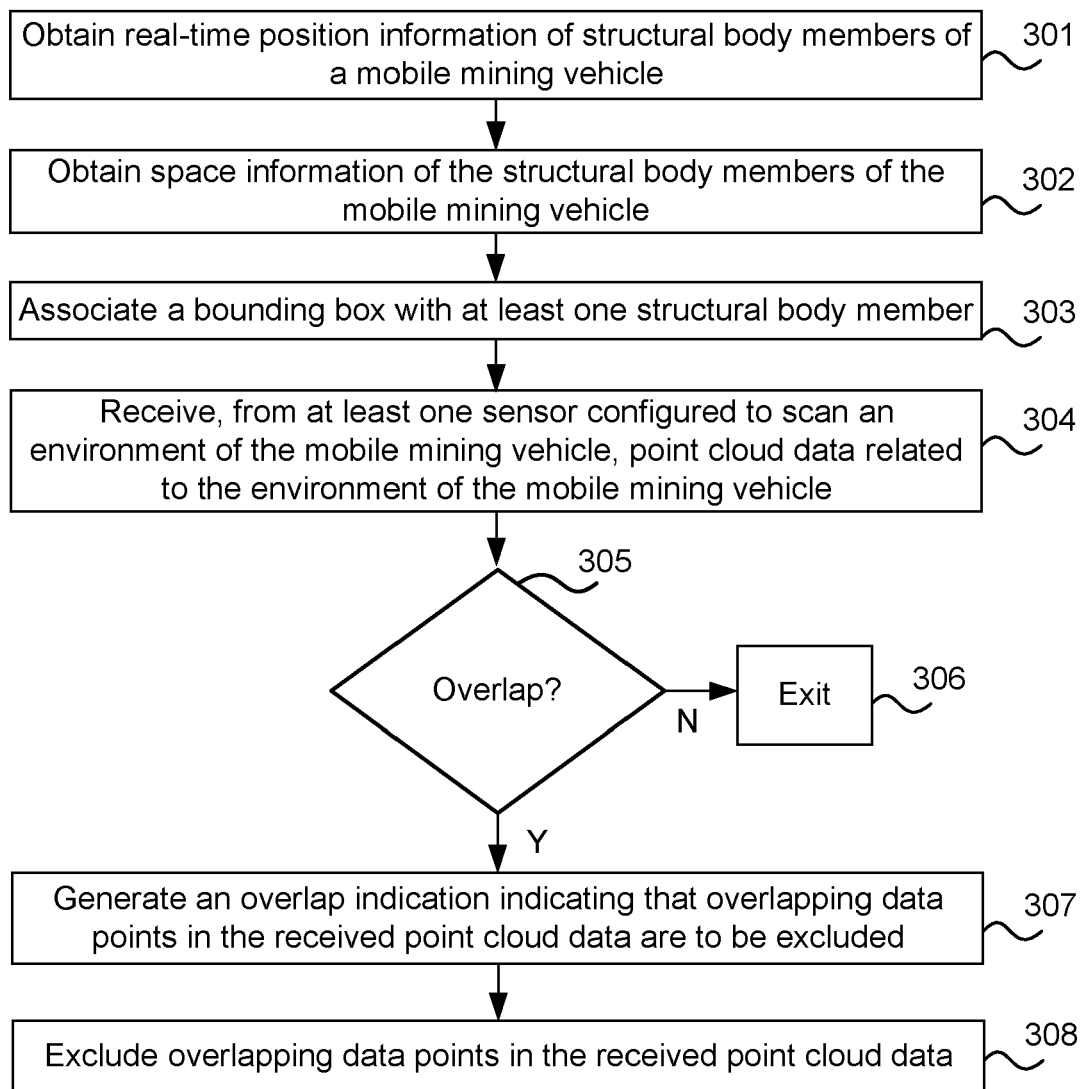 Obtain real-time position information of structural body members of
a mobile mining vehicle
301
Obtain space information of the structural body members of the
mobile mining vehicle
302
Associate a bounding box with at least one structural body member
303
Receive, from at least one sensor configured to scan an
environment of the mobile mining vehicle, point cloud data related
to the environment of the mobile mining vehicle
304
305
Overlap?
N
Exit
306
Y
Generate an overlap indication indicating that overlapping data
points in the received point cloud data are to be excluded
307
Exclude overlapping data points in the received point cloud data
308